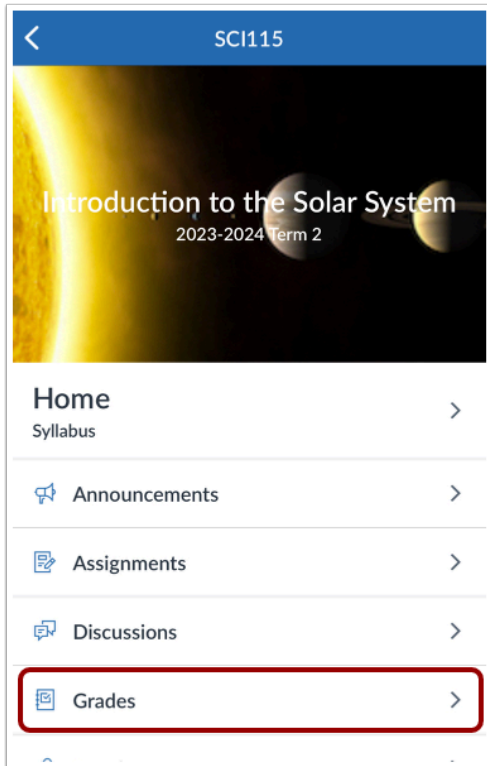 SCI115
Introduction to the Solar System
2023-2024 Term 2
Home
Syllabus
Announcements
Assignments
Discussions
Grades